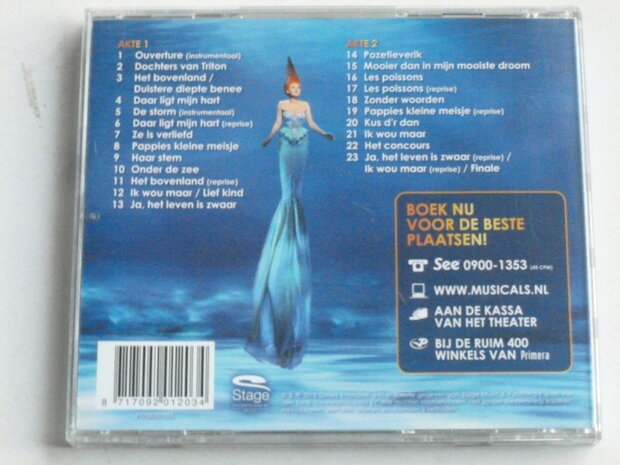 AKTE 1
1 Ouverture (instrumentaal)
2 Dochters van Triton
3 Het bovenland /
Duistere diepte benee
4 Daar ligt mijn hart
5 De storm (instrumentaal)
6 Daar ligt mijn hart (reprise)
7 Ze is verliefd
8 Pappies kleine meisje
9 Haar stem
10 Onder de zee
11 Het bovenland (reprise)
12 Ik wou maar / Lief kind
13 Ja, het leven is zwaar
AKTE 2
14 Pozetieverik
15 Mooier dan in mijn mooiste droom
16 Les poissons
17 Les poissons (reprise)
18 Zonder woorden
19 Pappies kleine meisje (reprise)
20 Kus d'r dan
21 Ik wou maar
22 Het concours
23 Ja, het leven is zwaar (reprise) /
Ik wou maar (reprise) / Finale
BOEK NU
VOOR DE BESTE
PLAATSEN!
See 0900-1353
WWW.MUSICALS.NL
AAN DE KASSA
VAN HET THEATER
BIJ DE RUIM 400
WINKELS VAN Primera
8 717092 012034
Stage